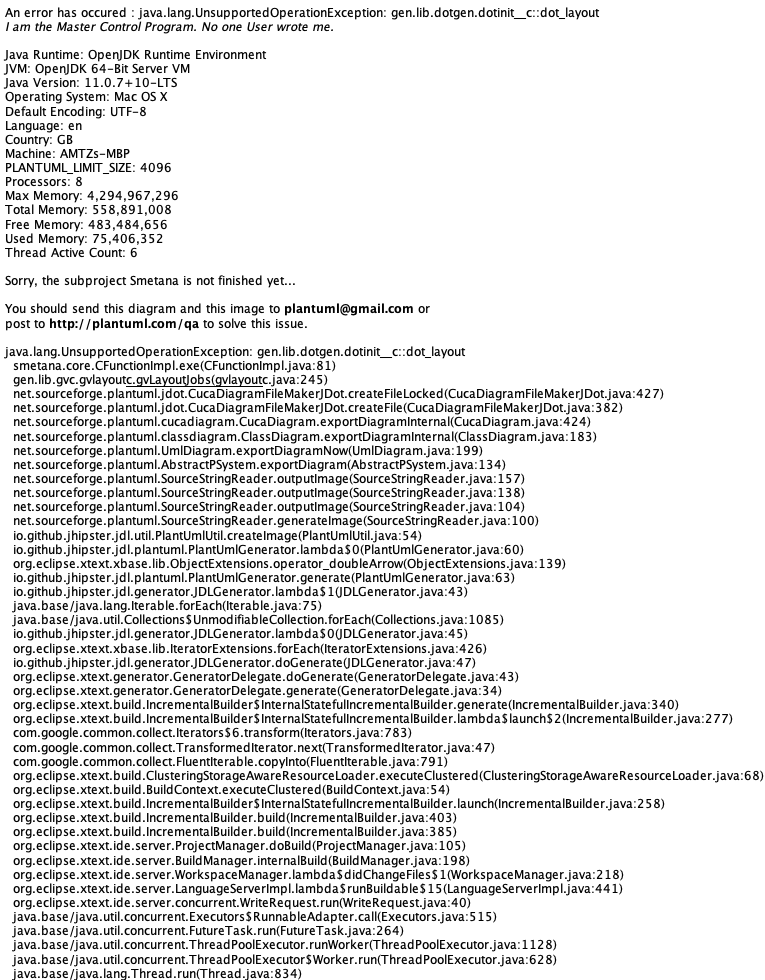 An error has occured : java.lang.UnsupportedOperationException: gen.lib.dotgen.dotinit__c::dot_layout
I am the Master Control Program. No one User wrote me.
Java Runtime: OpenJDK Runtime Environment
JVM: OpenJDK 64-Bit Server VM
Java Version: 11.0.7+10-LTS
Operating System: Mac OS X
Default Encoding: UTF-8
Language: en
Country: GB
Machine: AMTZs-MBP
PLANTUML_LIMIT_SIZE: 4096
Processors: 8
Max Memory: 4,294,967,296
Total Memory: 558,891,008
Free Memory: 483,484,656
Used Memory: 75,406,352
Thread Active Count: 6
Sorry, the subproject Smetana is not finished yet...
You should send this diagram and this image to plantuml@gmail.com or
post to http://plantuml.com/qa to solve this issue.
java.lang.UnsupportedOperationException: gen.lib.dotgen.dotinit__c::dot_layout
smetana.core.CFunctionImpl.exe(CFunctionImpl.java:81)
gen.lib.gvc.gvlayoutc.gvLayoutJobs(gvlayoutc.java:245)
net.sourceforge.plantuml.jdot.CucaDiagramFileMakerJDot.createFileLocked(CucaDiagramFileMakerJDot.java:427)
net.sourceforge.plantuml.jdot.CucaDiagramFileMakerJDot.createFile(CucaDiagramFileMakerJDot.java:382)
net.sourceforge.plantuml.cucadiagram.CucaDiagram.exportDiagramInternal(CucaDiagram.java:424)
net.sourceforge.plantuml.classdiagram.ClassDiagram.exportDiagramInternal(ClassDiagram.java:183)
net.sourceforge.plantuml.UmlDiagram.exportDiagramNow(UmlDiagram.java:199)
net.sourceforge.plantuml.AbstractPSystem.exportDiagram(AbstractPSystem.java:134)
net.sourceforge.plantuml.SourceStringReader.outputImage(SourceStringReader.java:157)
net.sourceforge.plantuml.SourceStringReader.outputImage(SourceStringReader.java:138)
net.sourceforge.plantuml.SourceStringReader.outputImage(SourceStringReader.java:104)
net.sourceforge.plantuml.SourceStringReader.generateImage(SourceStringReader.java:100)
io.github.jhipster.jdl.util.PlantUmlUtil.createImage(PlantUmlUtil.java:54)
io.github.jhipster.jdl.plantuml.PlantUmlGenerator.lambda$0(PlantUmlGenerator.java:60)
org.eclipse.xtext.xbase.lib.ObjectExtensions.operator_doubleArrow(ObjectExtensions.java:139)
io.github.jhipster.jdl.plantuml.PlantUmlGenerator.generate(PlantUmlGenerator.java:63)
io.github.jhipster.jdl.generator.JDLGenerator.lambda$1(JDLGenerator.java:43)
java.base/java.lang.Iterable.forEach(Iterable.java:75)
java.base/java.util.Collections$UnmodifiableCollection.forEach(Collections.java:1085)
io.github.jhipster.jdl.generator.JDLGenerator.lambda$0(JDLGenerator.java:45)
org.eclipse.xtext.xbase.lib.IteratorExtensions.forEach(IteratorExtensions.java:426)
io.github.jhipster.jdl.generator.JDLGenerator.doGenerate(JDLGenerator.java:47)
org.eclipse.xtext.generator.GeneratorDelegate.doGenerate(GeneratorDelegate.java:43)
org.eclipse.xtext.generator.GeneratorDelegate.generate(GeneratorDelegate.java:34)
org.eclipse.xtext.build.IncrementalBuilder$InternalStatefulIncrementalBuilder.generate(IncrementalBuilder.java:340)
org.eclipse.xtext.build.IncrementalBuilder$InternalStatefulIncrementalBuilder.lambda$launch$2(IncrementalBuilder.java:277)
com.google.common.collect.Iterators$6.transform(Iterators.java:783)
com.google.common.collect.TransformedIterator.next(TransformedIterator.java:47)
com.google.common.collect.FluentIterable.copyInto(FluentIterable.java:791)
org.eclipse.xtext.build.ClusteringStorageAwareResourceLoader.executeClustered(ClusteringStorageAwareResourceLoader.java:68)
org.eclipse.xtext.build.BuildContext.executeClustered(BuildContext.java:54)
org.eclipse.xtext.build.IncrementalBuilder$InternalStatefulIncrementalBuilder.launch(IncrementalBuilder.java:258)
org.eclipse.xtext.build.IncrementalBuilder.build(IncrementalBuilder.java:403)
org.eclipse.xtext.build.IncrementalBuilder.build(IncrementalBuilder.java:385)
org.eclipse.xtext.ide.server.ProjectManager.doBuild(ProjectManager.java:105)
org.eclipse.xtext.ide.server.BuildManager.internalBuild(BuildManager.java:198)
org.eclipse.xtext.ide.server.WorkspaceManager.lambda$didChangeFiles$1(WorkspaceManager.java:218)
org.eclipse.xtext.ide.server.LanguageServerImpl.lambda$runBuildable$15(LanguageServerImpl.java:441)
org.eclipse.xtext.ide.server.concurrent.WriteRequest.run(WriteRequest.java:40)
java.base/java.util.concurrent.Executors$RunnableAdapter.call(Executors.java:515)
java.base/java.util.concurrent.FutureTask.run(FutureTask.java:264)
java.base/java.util.concurrent.ThreadPoolExecutor.runWorker(ThreadPoolExecutor.java:1128)
java.base/java.util.concurrent.ThreadPoolExecutor$Worker.run(ThreadPoolExecutor.java:628)
java.base/java.lang.Thread.run(Thread.java:834)